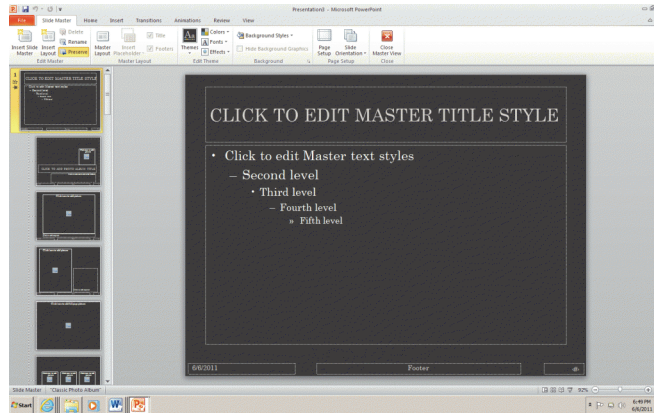 Presentation1 - Microsoft PowerPoint
File Slide Master Home Insert Transitions Animations Review View
Insert Slide Master
Insert Layout
Delete
Rename
Preserve
Edit Master
Master Layout
Insert Placeholder
Title
Footers
Master Layout
Themes
Colors
Fonts
Effects
Edit Theme
Background Styles
Hide Background Graphics
Background
Page Setup
Slide Orientation
Page Setup
Close Master View
Close
1
CLICK TO EDIT MASTER TITLE STYLE
• Click to edit Master text styles
– Second level
• Third level
– Fourth level
» Fifth level
6/6/2011 Footer
Slide Master "Classic Photo Album" 92%
Start
6:49 PM
6/6/2011